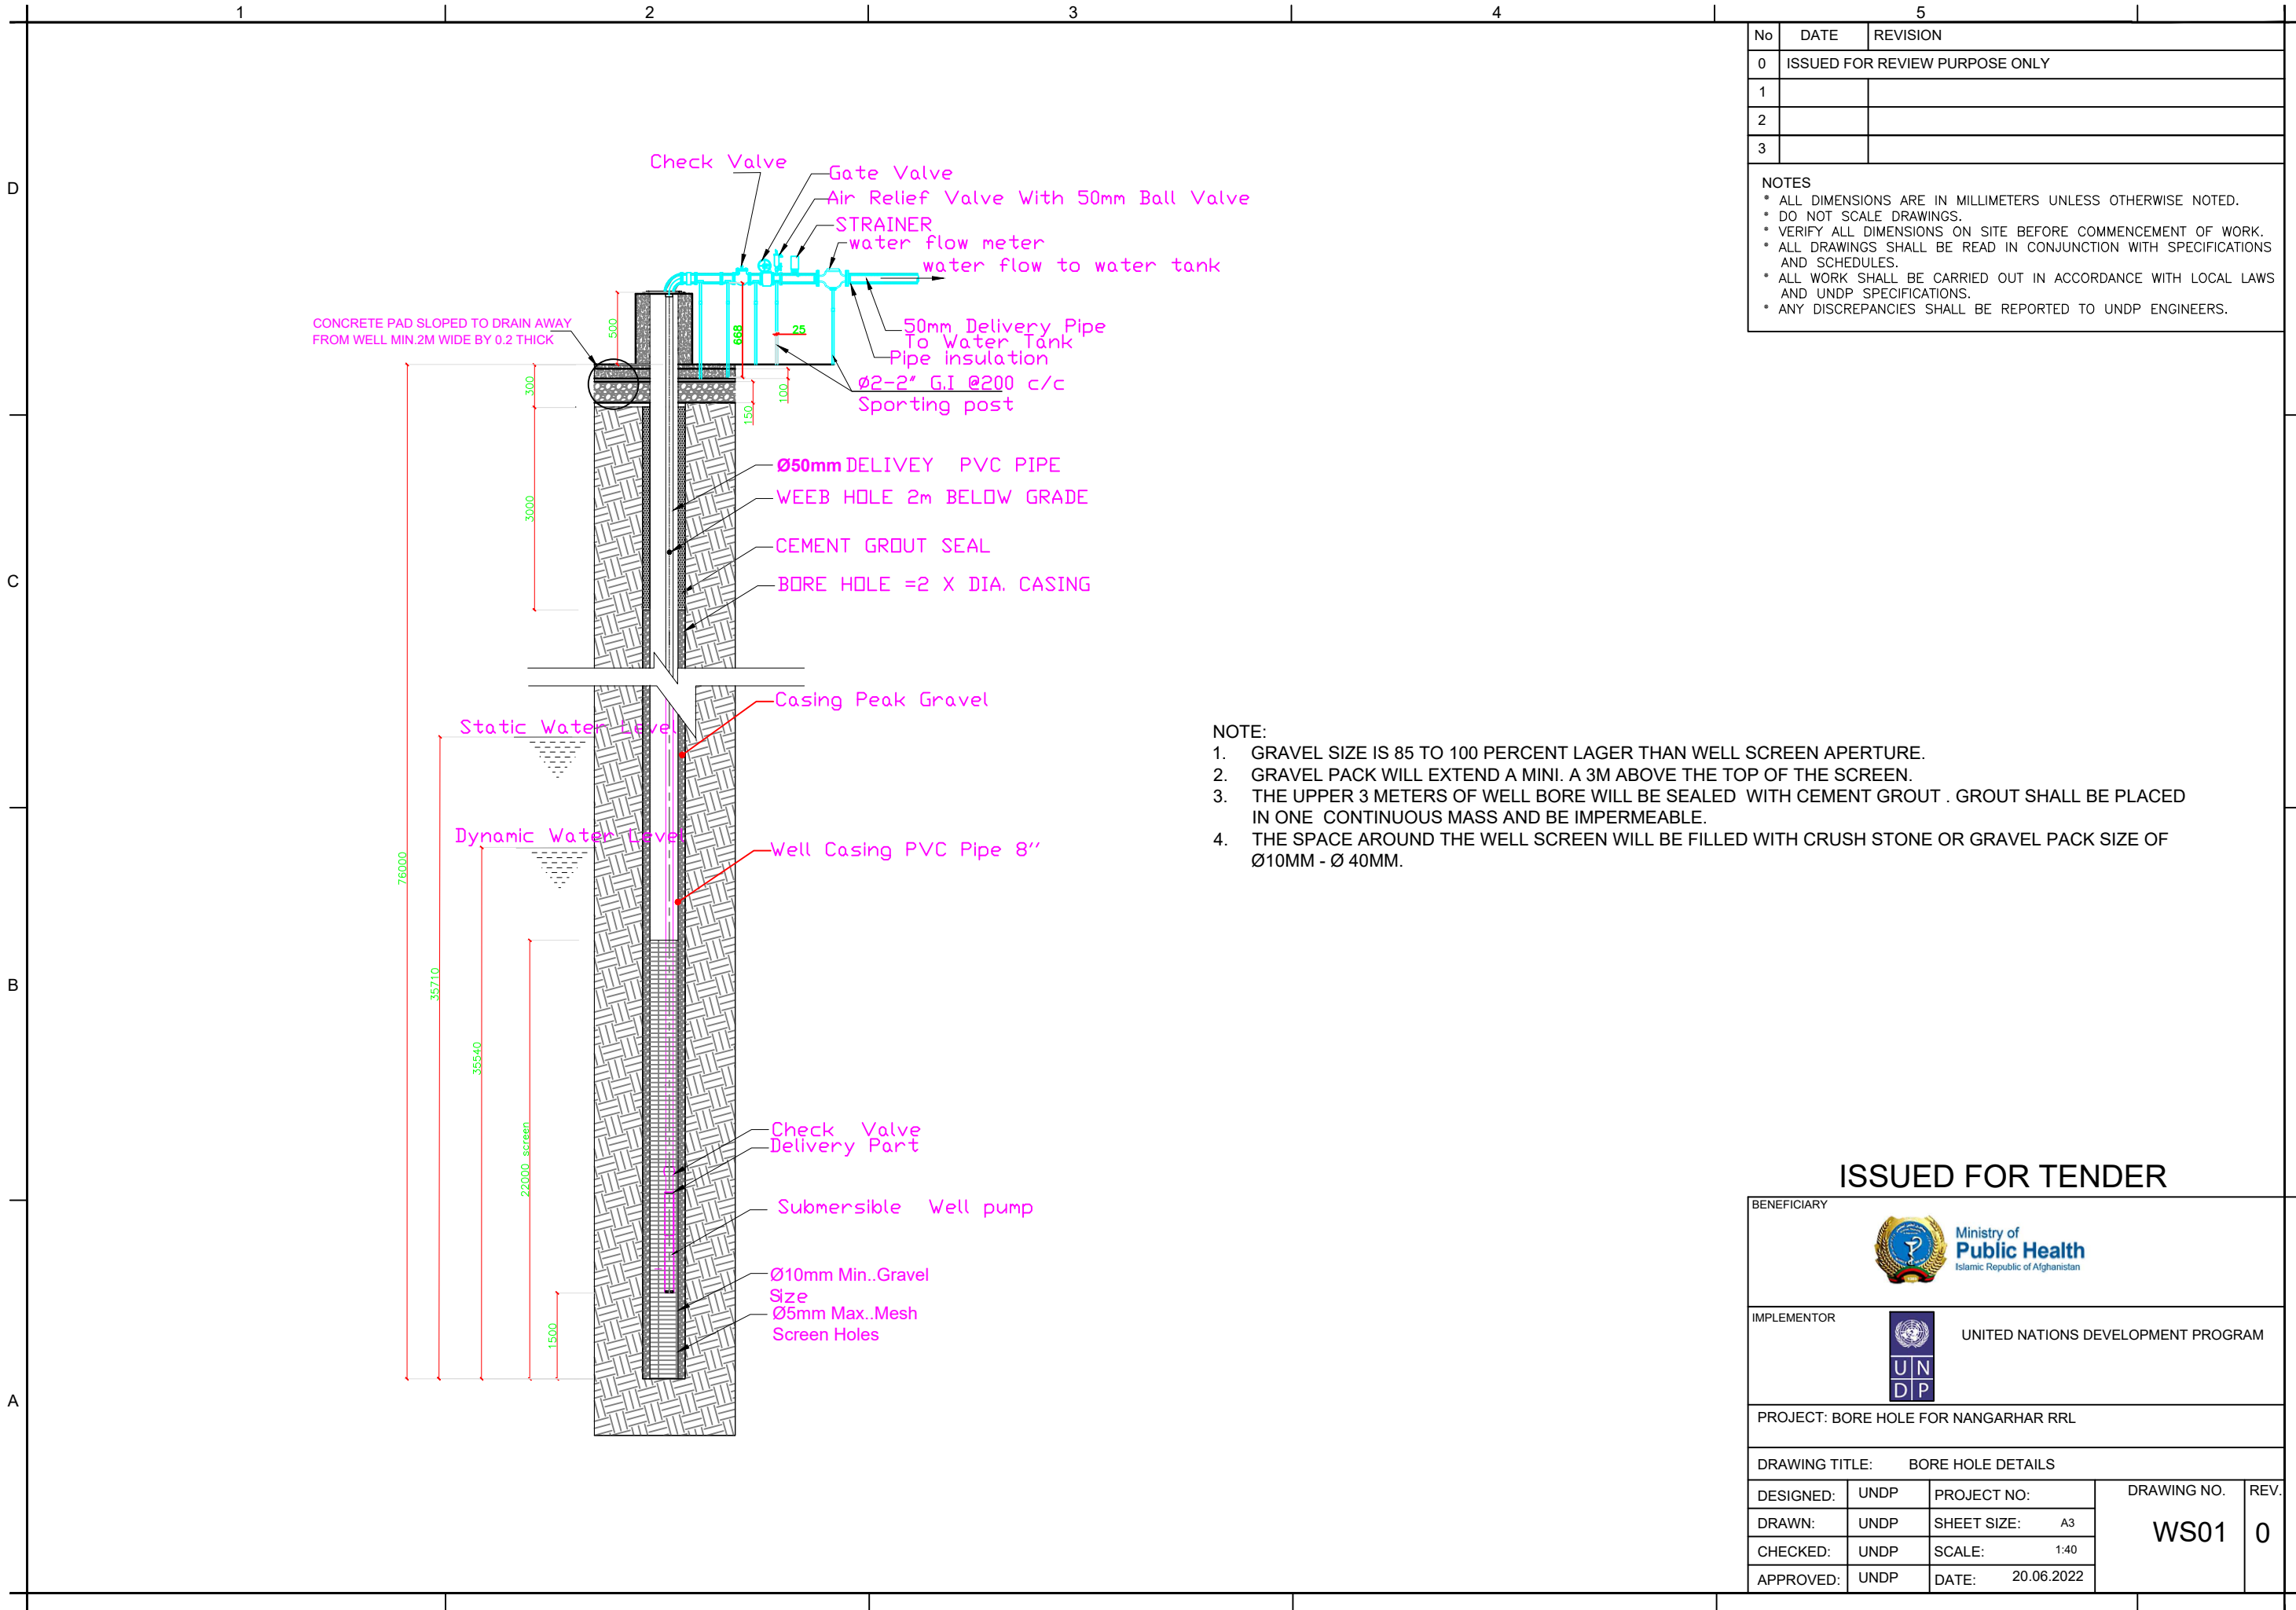 1 2 3 4 5
D
C
B
A
No DATE REVISION
0 ISSUED FOR REVIEW PURPOSE ONLY
1
2
3
NOTES
* ALL DIMENSIONS ARE IN MILLIMETERS UNLESS OTHERWISE NOTED.
* DO NOT SCALE DRAWINGS.
* VERIFY ALL DIMENSIONS ON SITE BEFORE COMMENCEMENT OF WORK.
* ALL DRAWINGS SHALL BE READ IN CONJUNCTION WITH SPECIFICATIONS
AND SCHEDULES.
* ALL WORK SHALL BE CARRIED OUT IN ACCORDANCE WITH LOCAL LAWS
AND UNDP SPECIFICATIONS.
* ANY DISCREPANCIES SHALL BE REPORTED TO UNDP ENGINEERS.
Check Valve
Gate Valve
Air Relief Valve With 50mm Ball Valve
STRAINER
water flow meter
water flow to water tank
CONCRETE PAD SLOPED TO DRAIN AWAY
FROM WELL MIN.2M WIDE BY 0.2 THICK
500
668
25
50mm Delivery Pipe
To Water Tank
Pipe insulation
Ø2-2" G.I @200 c/c
Sporting post
300
100
150
Ø50mm DELIVEY PVC PIPE
WEEB HOLE 2m BELOW GRADE
3000
CEMENT GROUT SEAL
BORE HOLE =2 X DIA. CASING
Casing Peak Gravel
Static Water Level
Dynamic Water Level
Well Casing PVC Pipe 8''
76000
35710
35640
22000 screen
1500
Check Valve
Delivery Part
Submersible Well pump
Ø10mm Min..Gravel
Size
Ø5mm Max..Mesh
Screen Holes
NOTE:
1. GRAVEL SIZE IS 85 TO 100 PERCENT LAGER THAN WELL SCREEN APERTURE.
2. GRAVEL PACK WILL EXTEND A MINI. A 3M ABOVE THE TOP OF THE SCREEN.
3. THE UPPER 3 METERS OF WELL BORE WILL BE SEALED WITH CEMENT GROUT . GROUT SHALL BE PLACED
IN ONE CONTINUOUS MASS AND BE IMPERMEABLE.
4. THE SPACE AROUND THE WELL SCREEN WILL BE FILLED WITH CRUSH STONE OR GRAVEL PACK SIZE OF
Ø10MM - Ø 40MM.
ISSUED FOR TENDER
BENEFICIARY
Ministry of
Public Health
Islamic Republic of Afghanistan
IMPLEMENTOR
U N
D P
UNITED NATIONS DEVELOPMENT PROGRAM
PROJECT: BORE HOLE FOR NANGARHAR RRL
DRAWING TITLE: BORE HOLE DETAILS
DESIGNED: UNDP PROJECT NO: DRAWING NO. REV.
DRAWN: UNDP SHEET SIZE: A3 WS01 0
CHECKED: UNDP SCALE: 1:40
APPROVED: UNDP DATE: 20.06.2022